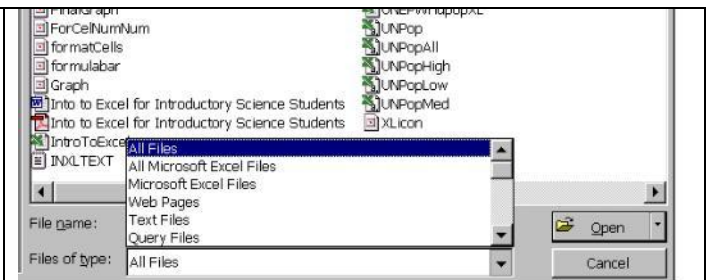 FinalGraph
ForCelNumNum
formatCells
formulabar
Graph
Into to Excel for Introductory Science Students
Into to Excel for Introductory Science Students
IntroToExcel
INXLTEXT
UNPop
UNPopAll
UNPopHigh
UNPopLow
UNPopMed
XLicon
All Files
All Microsoft Excel Files
Microsoft Excel Files
Web Pages
Text Files
Query Files
File name:
Open
Files of type:
All Files
Cancel